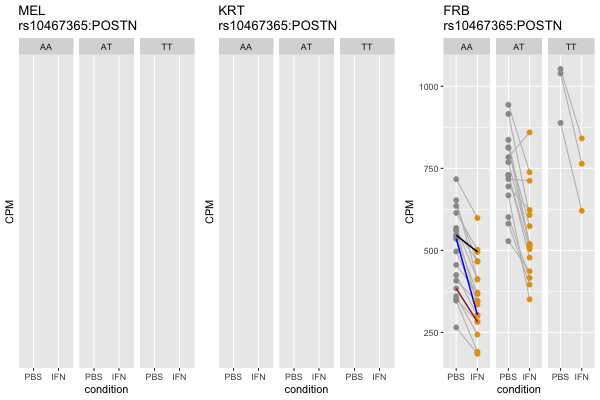 MEL
rs10467365:POSTN
KRT
rs10467365:POSTN
FRB
rs10467365:POSTN
AA AT TT
AA AT TT
AA AT TT
CPM
CPM
CPM
1000
750
500
250
PBS IFN PBS IFN PBS IFN
PBS IFN PBS IFN PBS IFN
PBS IFN PBS IFN PBS IFN
condition
condition
condition